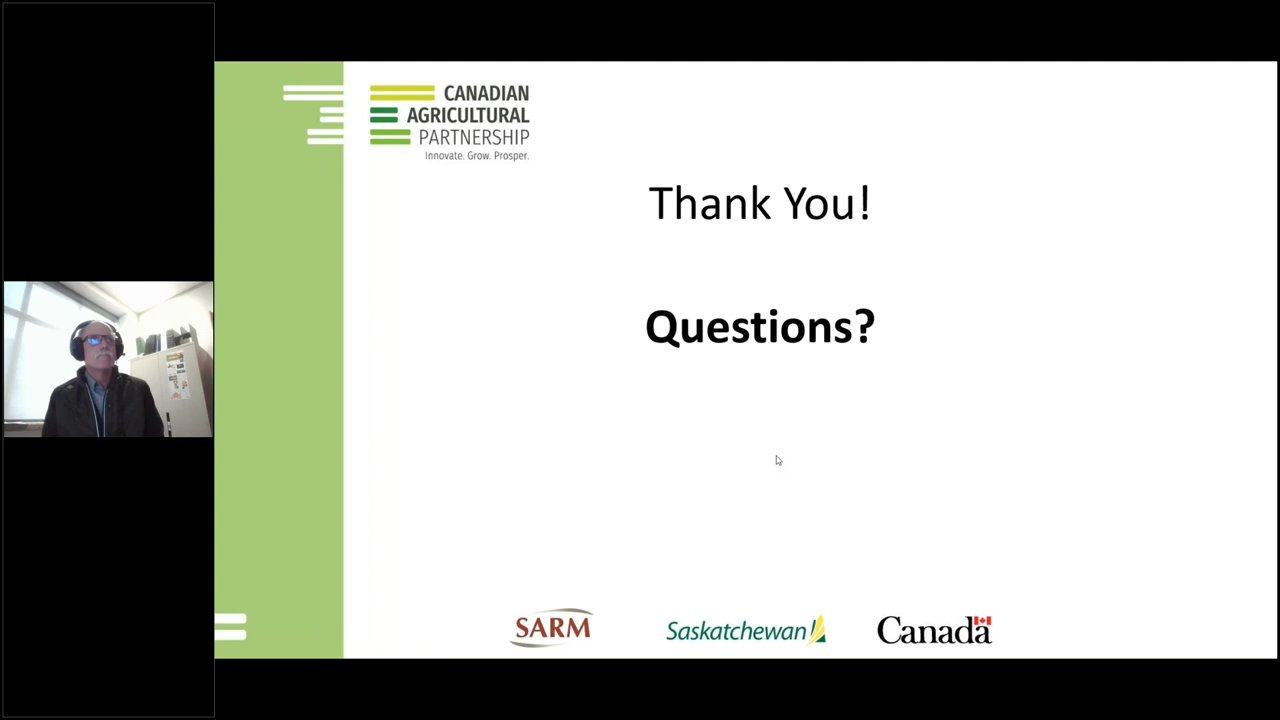 CANADIAN
AGRICULTURAL
PARTNERSHIP
Innovate. Grow. Prosper.
Thank You!
Questions?
SARM
Saskatchewan
Canada